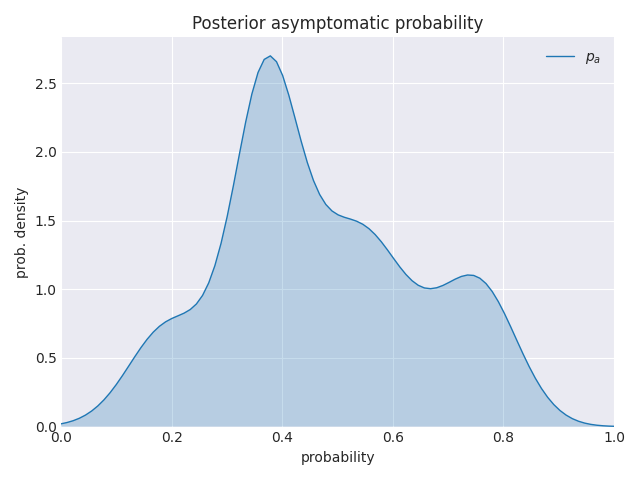 Posterior asymptomatic probability
pₐ
prob. density
2.5
2.0
1.5
1.0
0.5
0.0
0.0 0.2 0.4 0.6 0.8 1.0
probability